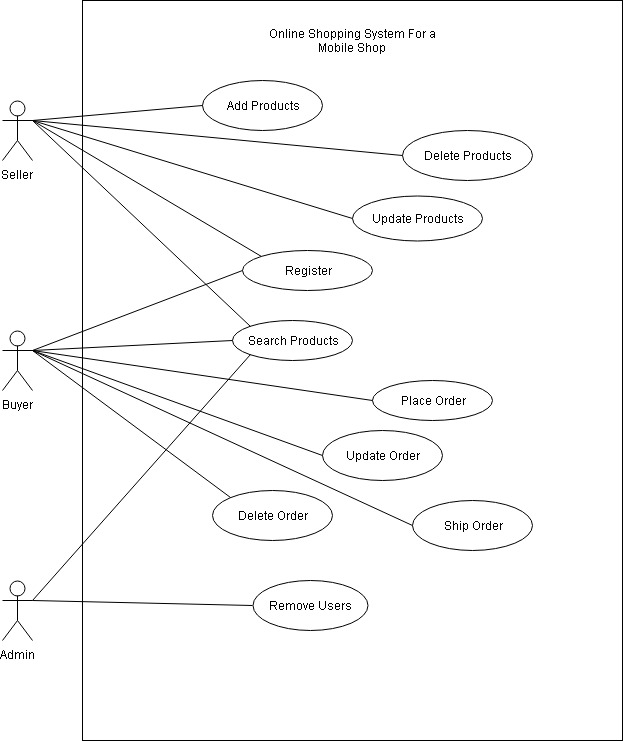 Online Shopping System For a
Mobile Shop
Add Products
Delete Products
Seller
Update Products
Register
Search Products
Buyer
Place Order
Update Order
Delete Order
Ship Order
Remove Users
Admin